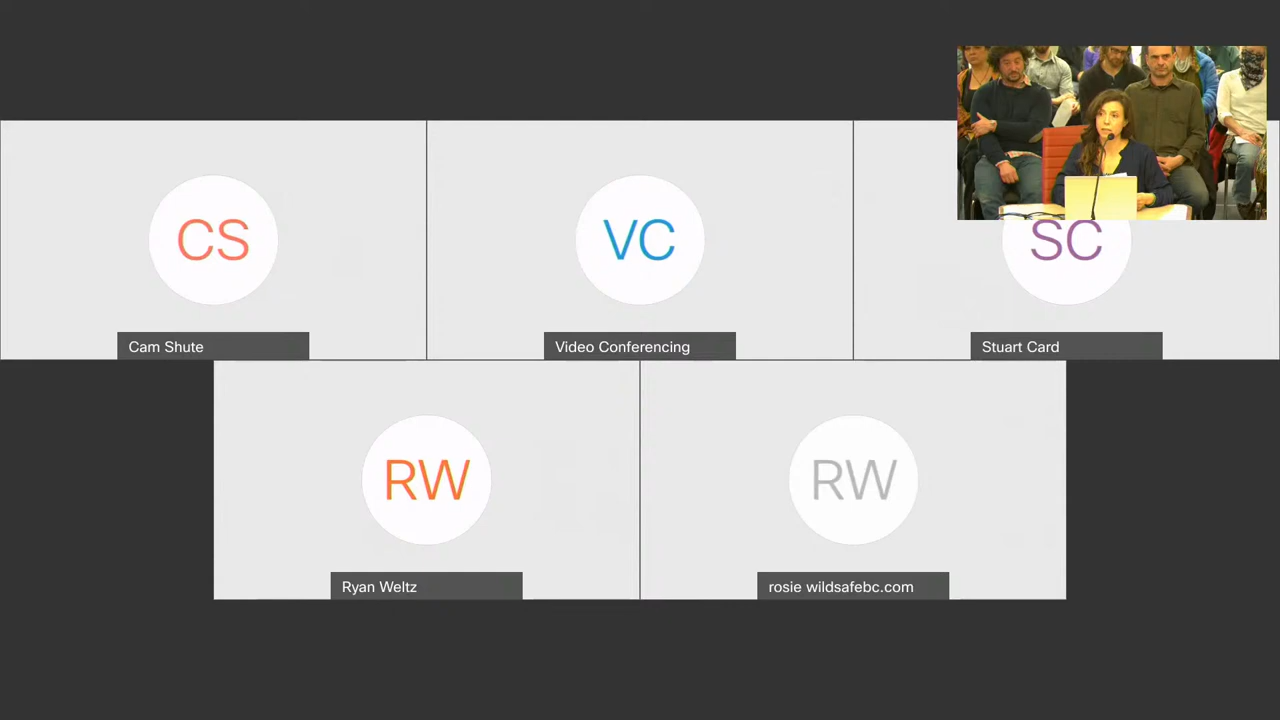 CS
VC
SC
Cam Shute
Video Conferencing
Stuart Card
RW
RW
Ryan Weltz
rosie wildsafebc.com